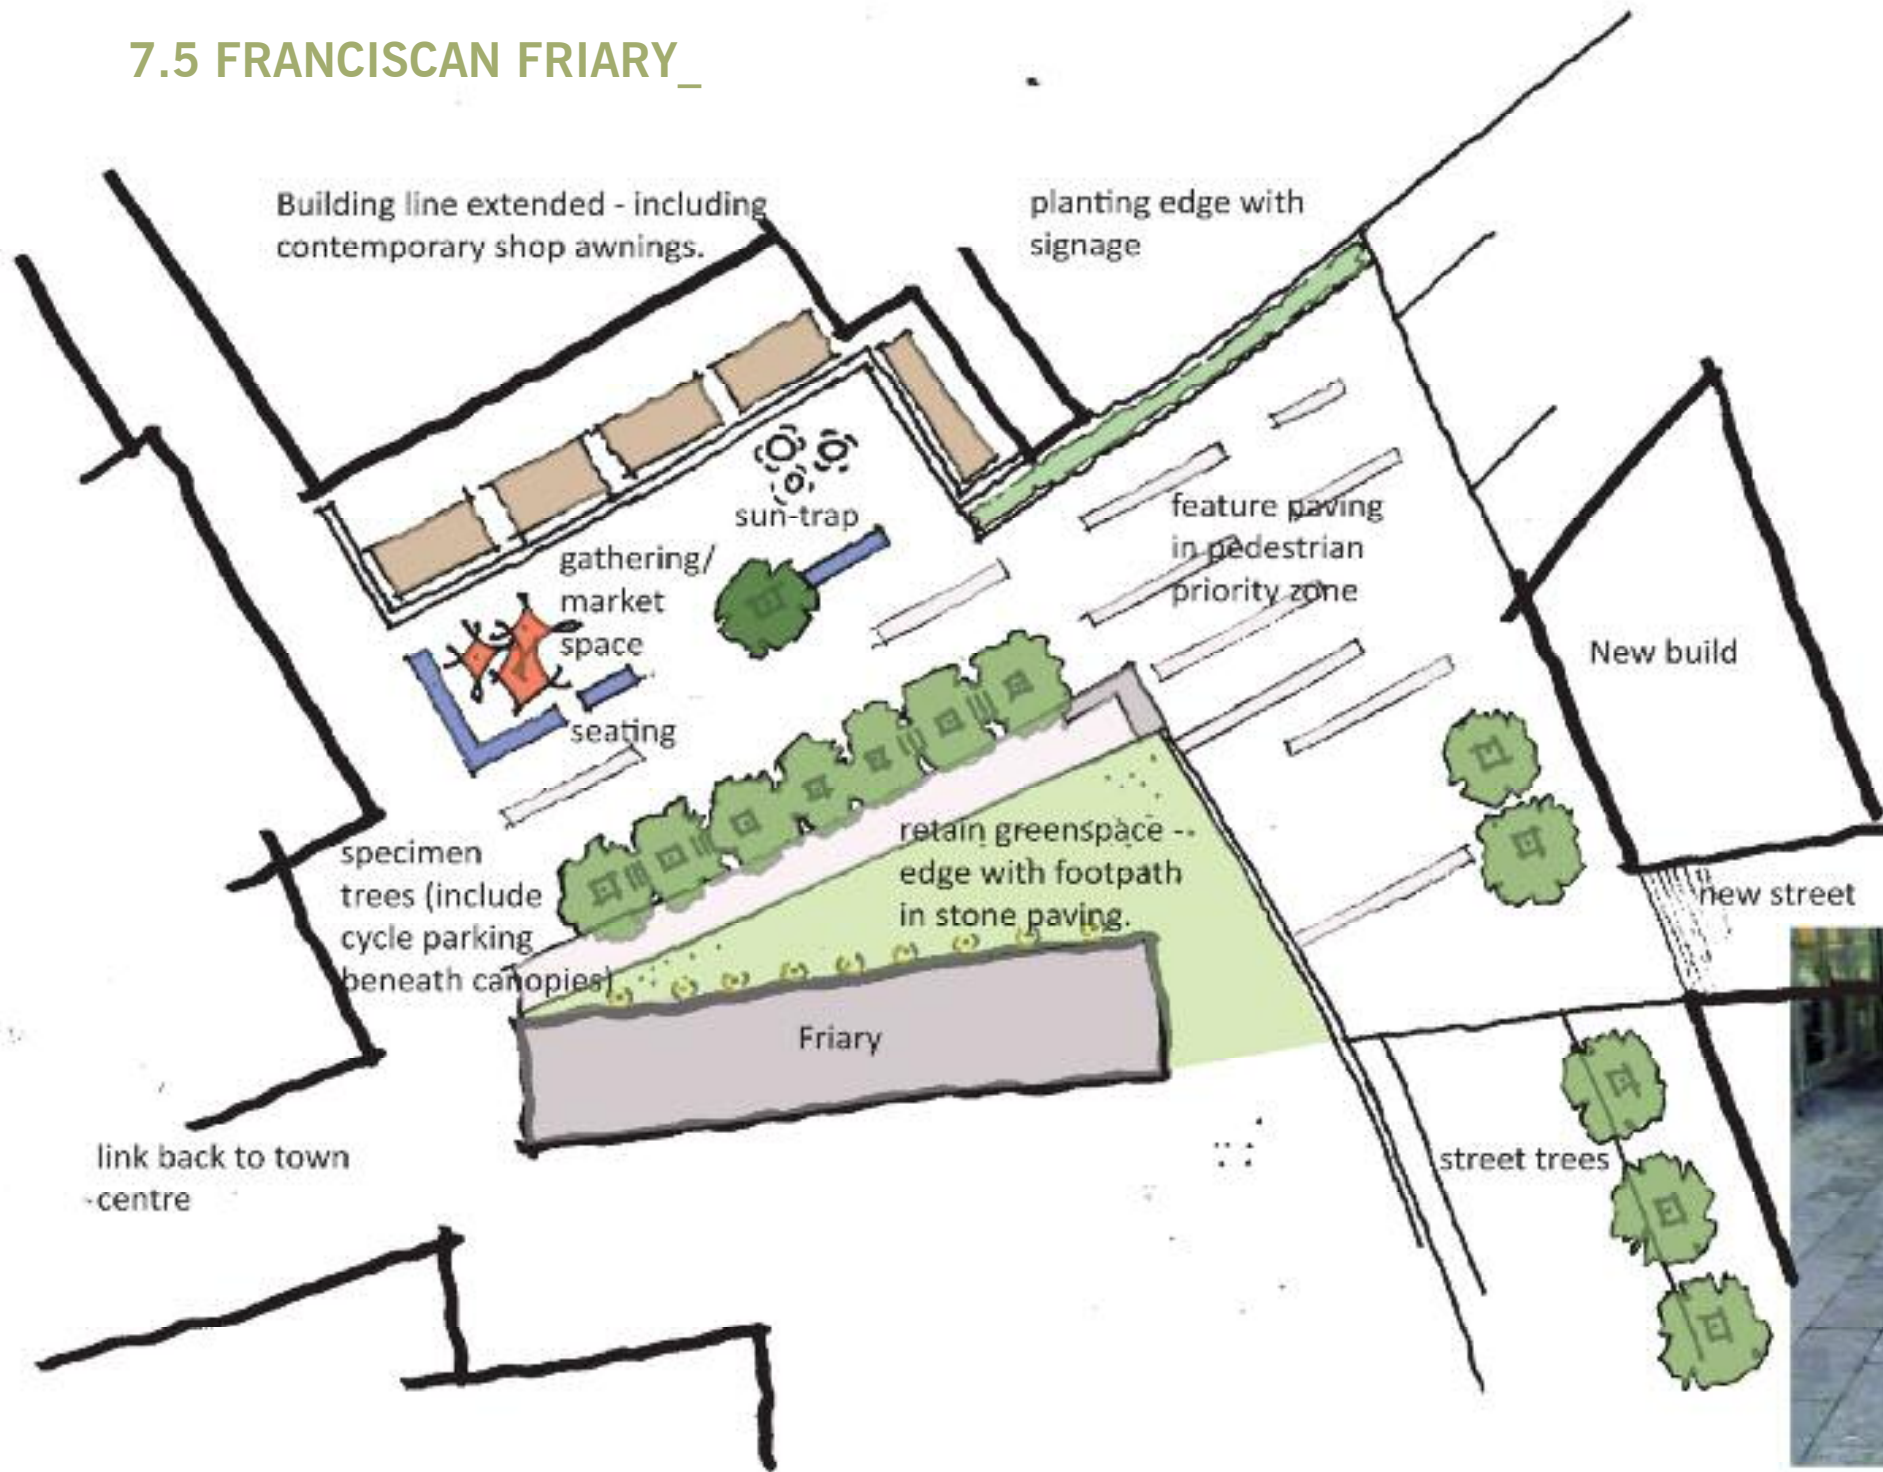 7.5 FRANCISCAN FRIARY_
Building line extended - including
contemporary shop awnings.
planting edge with
signage
sun-trap
feature paving
in pedestrian
priority zone
gathering/
market
space
New build
seating
retain greenspace --
edge with footpath
in stone paving.
specimen
trees (include
cycle parking
beneath canopies)
new street
Friary
link back to town
centre
street trees